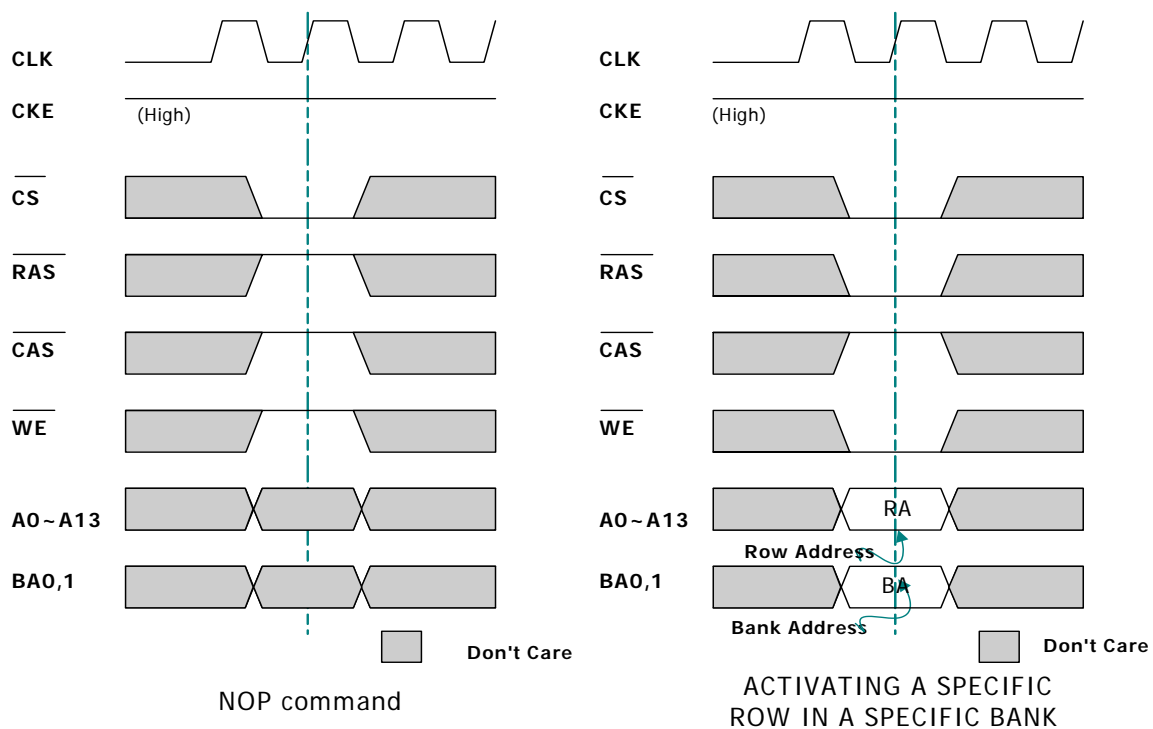 CLK
CKE
(High)
CS
RAS
CAS
WE
A0~A13
BA0,1
Don't Care
NOP command
CLK
CKE
(High)
CS
RAS
CAS
WE
A0~A13
RA
Row Address
BA0,1
BA
Bank Address
Don't Care
ACTIVATING A SPECIFIC
ROW IN A SPECIFIC BANK